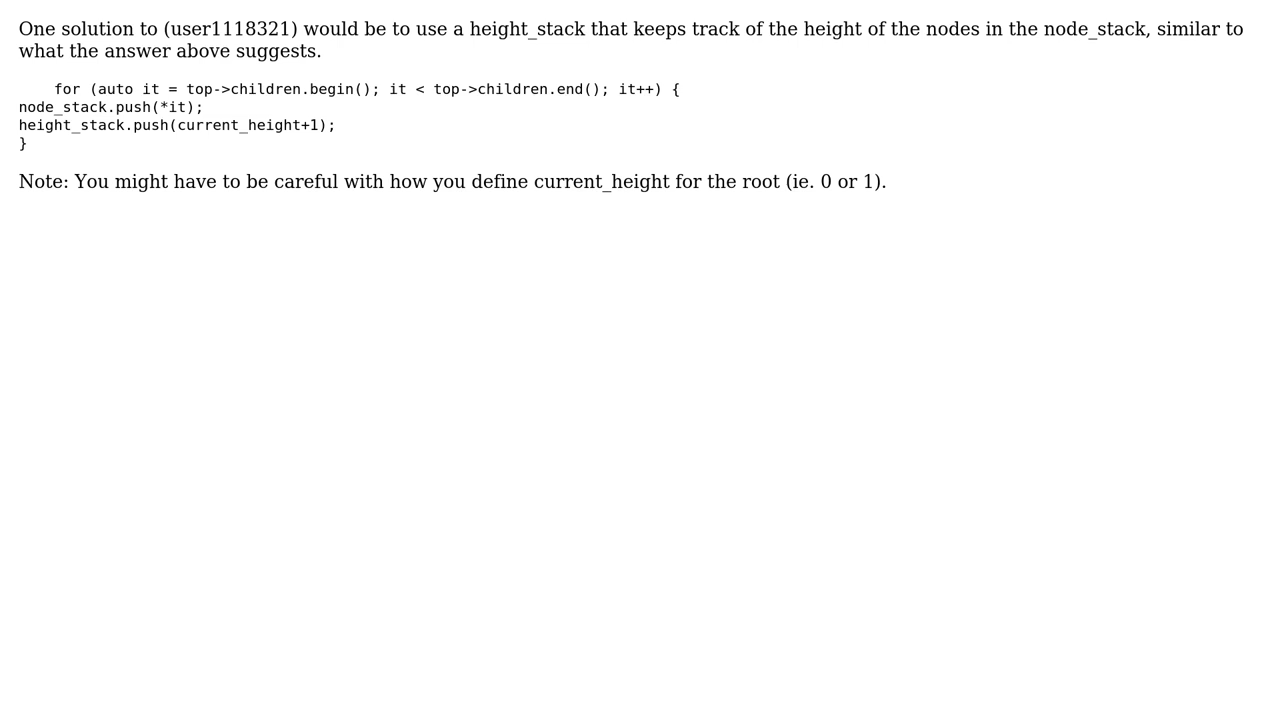 One solution to (user1118321) would be to use a height_stack that keeps track of the height of the nodes in the node_stack, similar to
what the answer above suggests.
    for (auto it = top->children.begin(); it < top->children.end(); it++) {
node_stack.push(*it);
height_stack.push(current_height+1);
}
Note: You might have to be careful with how you define current_height for the root (ie. 0 or 1).